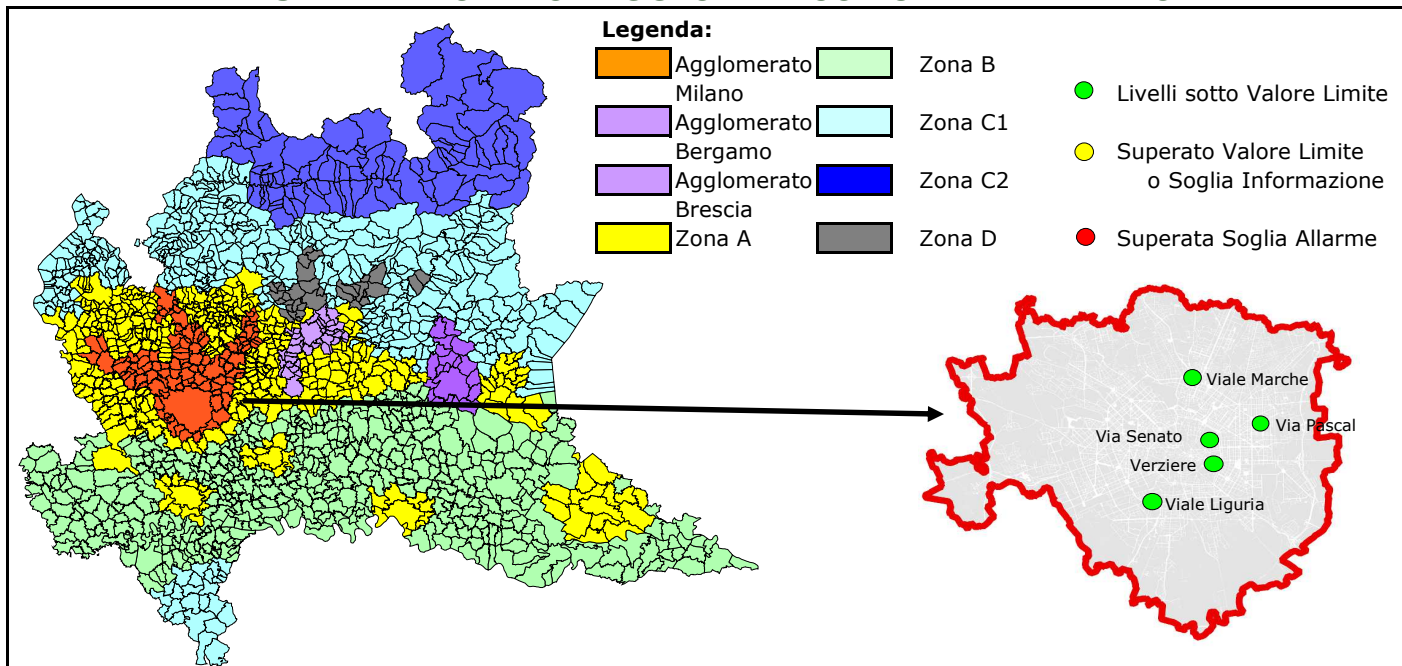 Legenda:
Agglomerato
Milano
Agglomerato
Bergamo
Agglomerato
Brescia
Zona A
Zona B
Zona C1
Zona C2
Zona D
Livelli sotto Valore Limite
Superato Valore Limite
o Soglia Informazione
Superata Soglia Allarme
Viale Marche
Via Pascal
Via Senato
Verziere
Viale Liguria